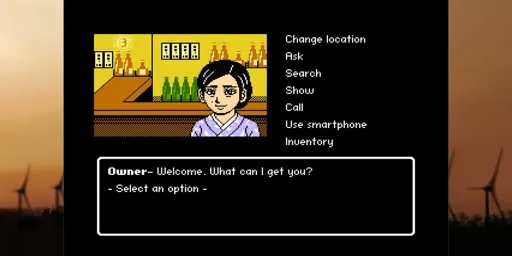 Change location
Ask
Search
Show
Call
Use smartphone
Inventory
Owner– Welcome. What can I get you?
- Select an option -